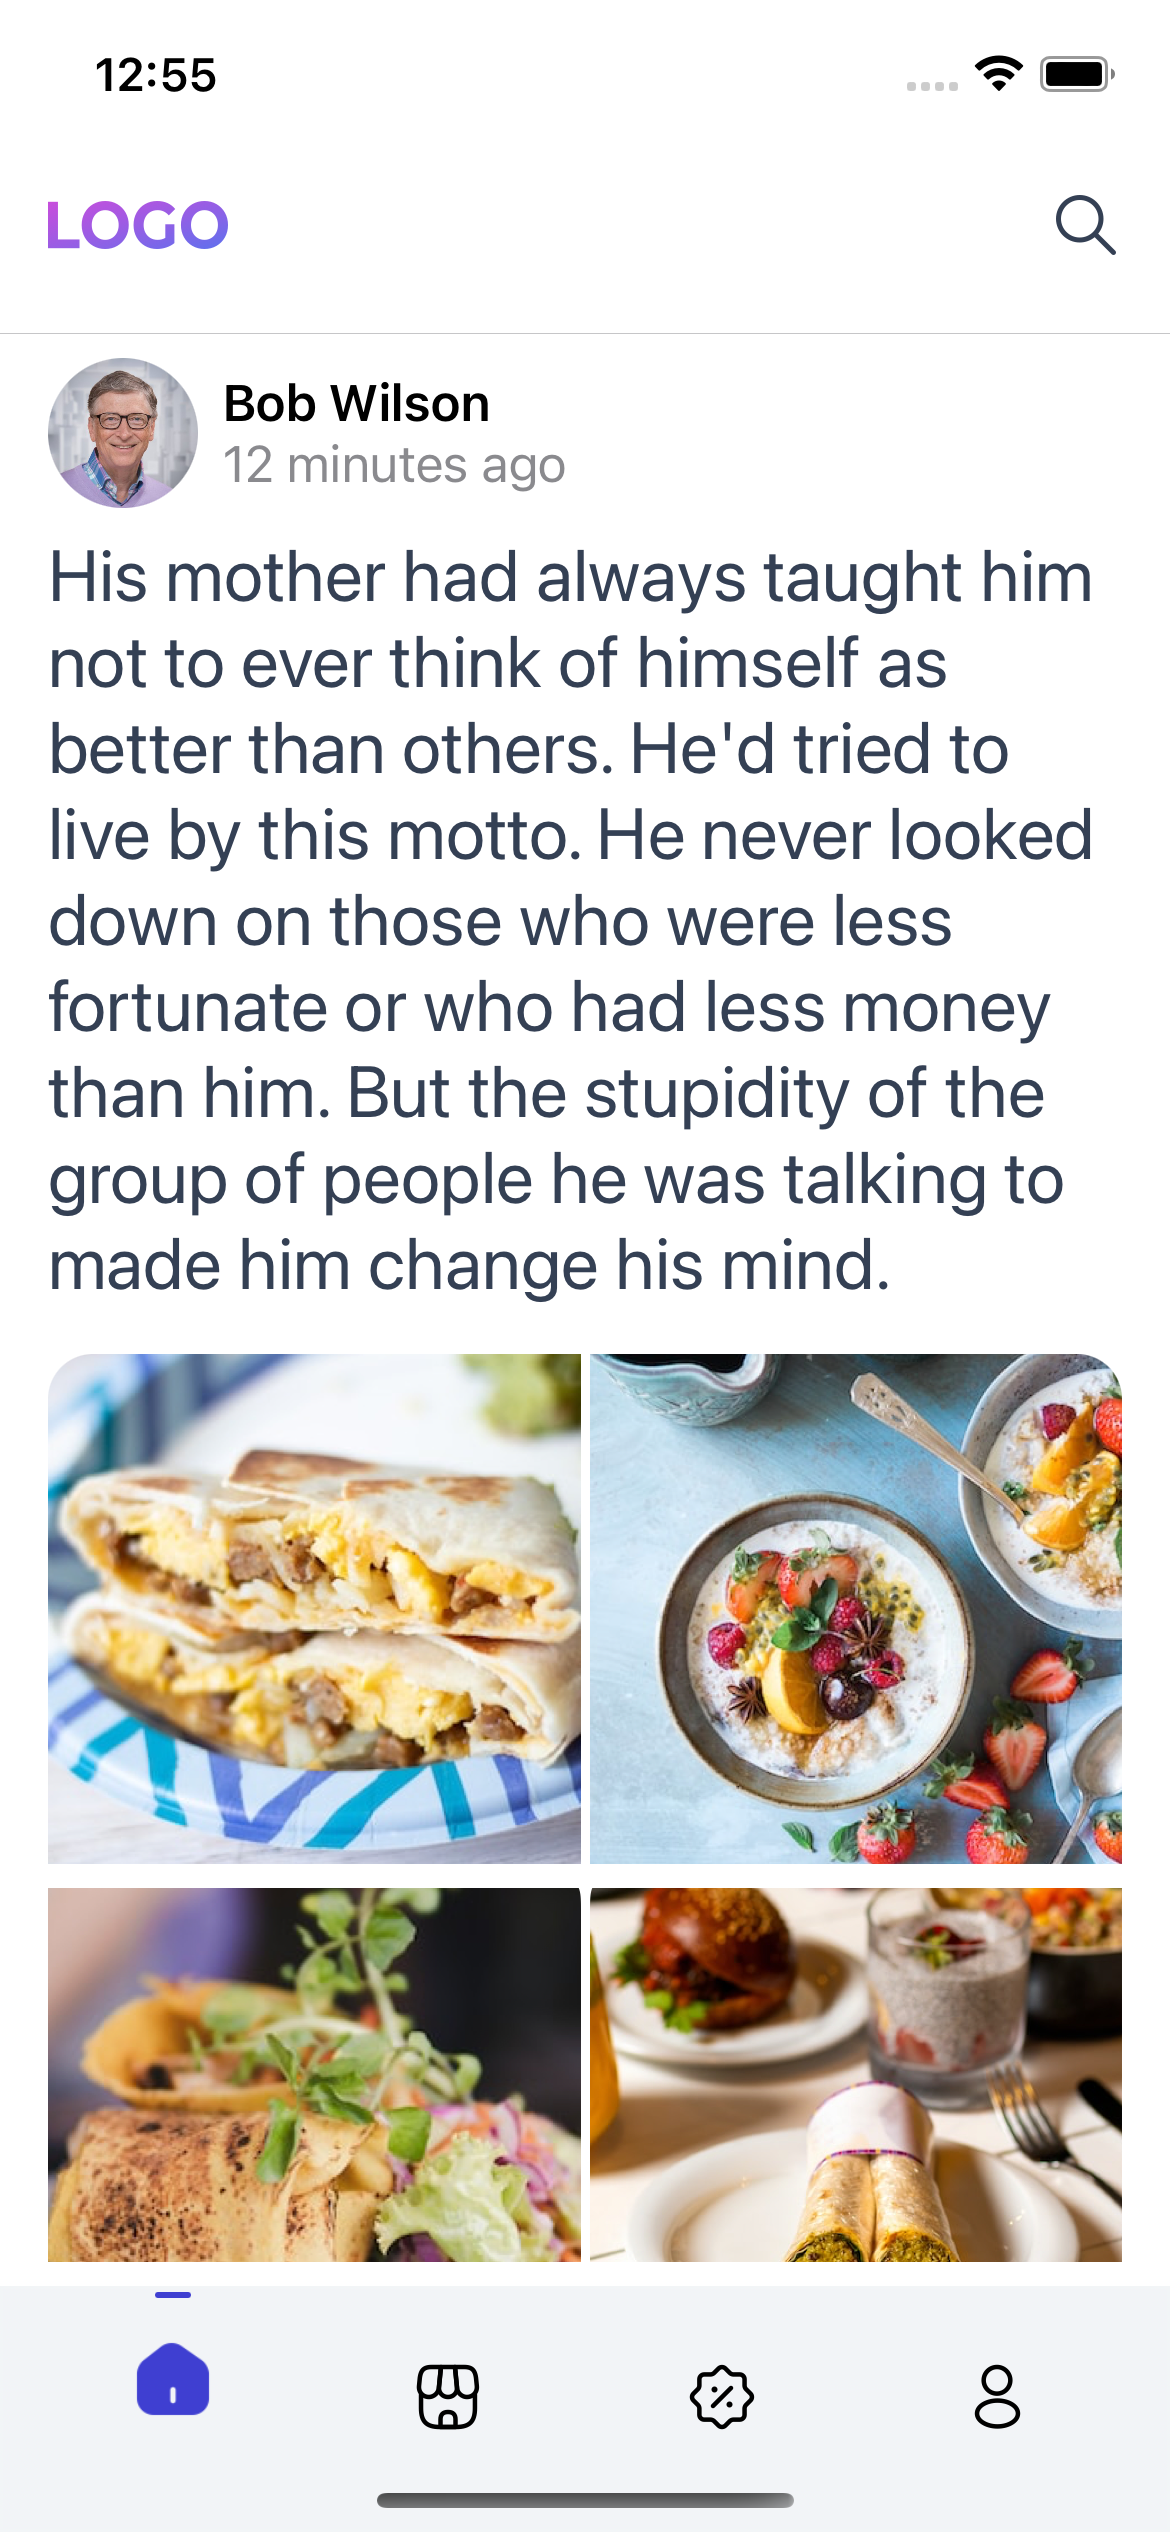 12:55
LOGO
Bob Wilson
12 minutes ago
His mother had always taught him
not to ever think of himself as
better than others. He'd tried to
live by this motto. He never looked
down on those who were less
fortunate or who had less money
than him. But the stupidity of the
group of people he was talking to
made him change his mind.